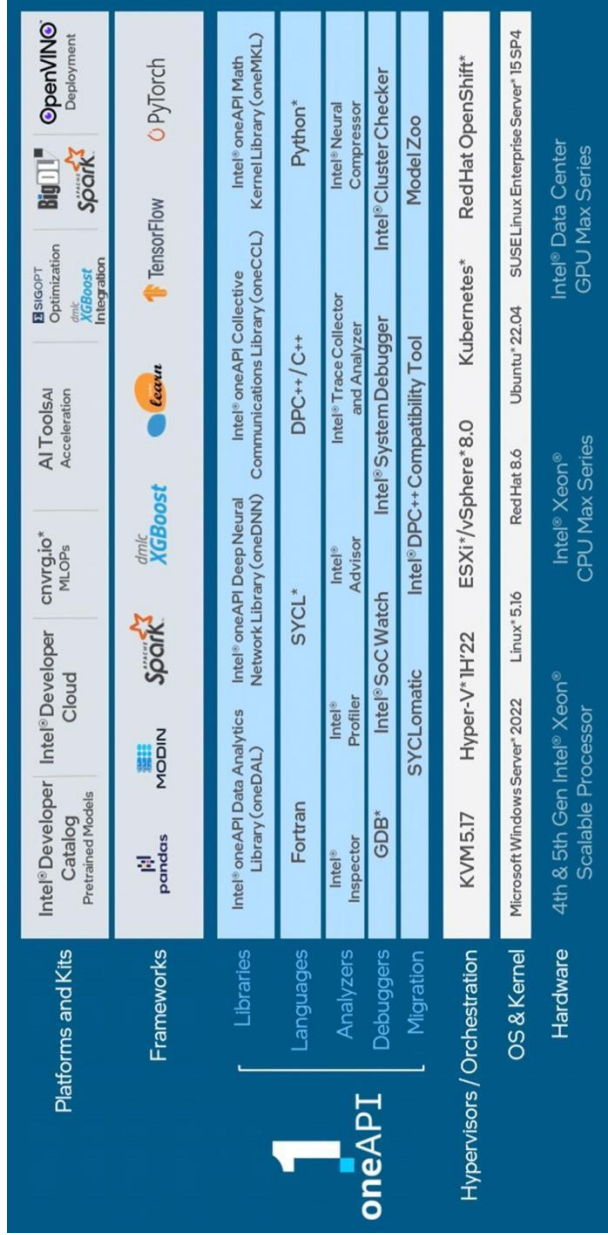 Platforms and Kits
Intel® Developer
Catalog
Pretrained Models
Intel® Developer
Cloud
cnvrg.io*
MLOPs
AI ToolsAI
Acceleration
SIGOPT
Optimization
dmlc
XGBoost
Integration
BigDL
APACHE
Spark
OpenVINO
Deployment
Frameworks
pandas
MODIN
APACHE
Spark
dmlc
XGBoost
learn
TensorFlow
PyTorch
1
oneAPI
Libraries
Intel® oneAPI Data Analytics
Library (oneDAL)
Intel® oneAPI Deep Neural
Network Library (oneDNN)
Intel® oneAPI Collective
Communications Library (oneCCL)
Intel® oneAPI Math
Kernel Library (oneMKL)
Languages
Fortran
SYCL*
DPC++ / C++
Python*
Analyzers
Intel®
Inspector
Intel®
Profiler
Intel®
Advisor
Intel® Trace Collector
and Analyzer
Intel® Neural
Compressor
Debuggers
GDB*
Intel® SoC Watch
Intel® System Debugger
Intel® Cluster Checker
Migration
SYCLomatic
Intel® DPC++ Compatibility Tool
Model Zoo
Hypervisors / Orchestration
KVM 5.17
Hyper-V* 1H'22
ESXi*/vSphere* 8.0
Kubernetes*
Red Hat OpenShift*
OS & Kernel
Microsoft Windows Server* 2022
Linux* 5.16
Red Hat 8.6
Ubuntu* 22.04
SUSE Linux Enterprise Server* 15 SP4
Hardware
4th & 5th Gen Intel® Xeon®
Scalable Processor
Intel® Xeon®
CPU Max Series
Intel® Data Center
GPU Max Series